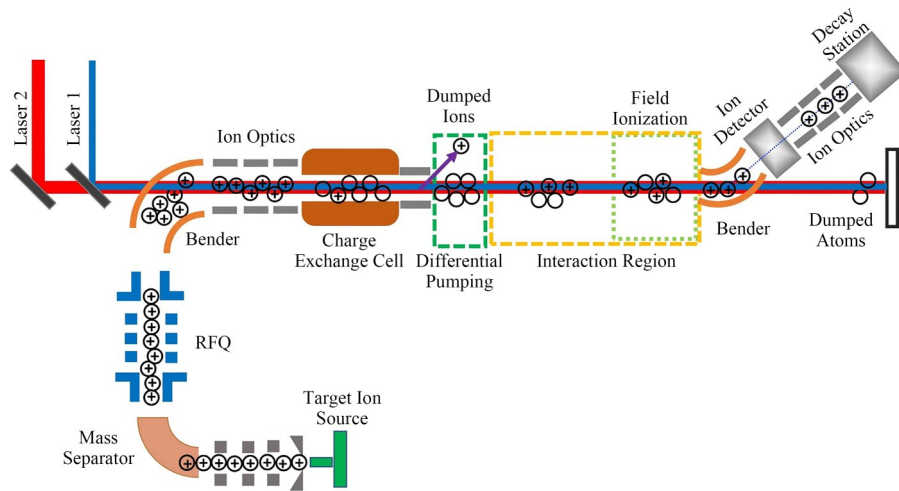 Laser 2
Laser 1
Ion Optics
Bender
Charge
Exchange Cell
Dumped
Ions
Differential
Pumping
Field
Ionization
Interaction Region
Ion
Detector
Decay
Station
Ion Optics
Bender
Dumped
Atoms
RFQ
Mass
Separator
Target Ion
Source